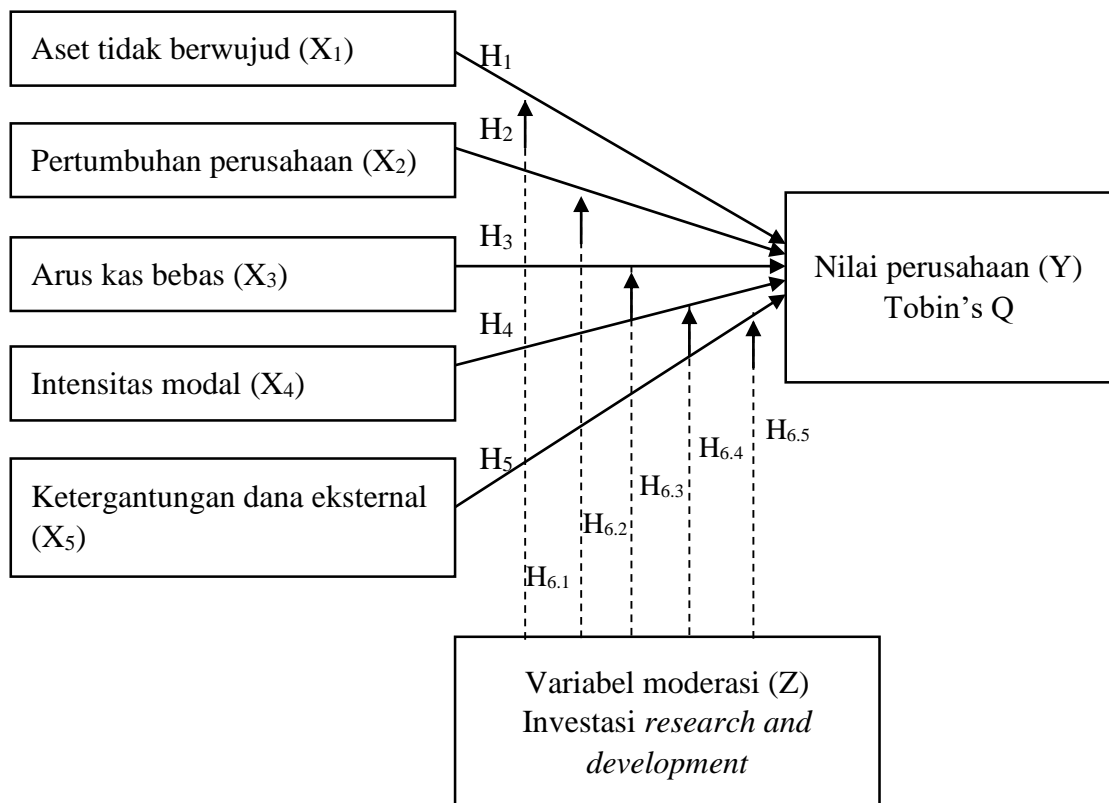 Aset tidak berwujud (X₁)
H₁
H₂
Pertumbuhan perusahaan (X₂)
H₃
Arus kas bebas (X₃)
Nilai perusahaan (Y)
Tobin’s Q
H₄
Intensitas modal (X₄)
H₅
Ketergantungan dana eksternal
(X₅)
H₆.₅
H₆.₄
H₆.₃
H₆.₂
H₆.₁
Variabel moderasi (Z)
Investasi research and
development